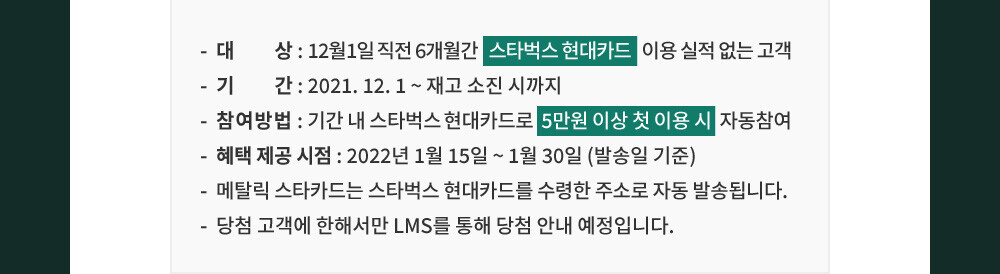 - 대 상 : 12월1일 직전 6개월간 스타벅스 현대카드 이용 실적 없는 고객
- 기 간 : 2021. 12. 1 ~ 재고 소진 시까지
- 참여방법 : 기간 내 스타벅스 현대카드로 5만원 이상 첫 이용 시 자동참여
- 혜택 제공 시점 : 2022년 1월 15일 ~ 1월 30일 (발송일 기준)
- 메탈릭 스타카드는 스타벅스 현대카드를 수령한 주소로 자동 발송됩니다.
- 당첨 고객에 한해서만 LMS를 통해 당첨 안내 예정입니다.